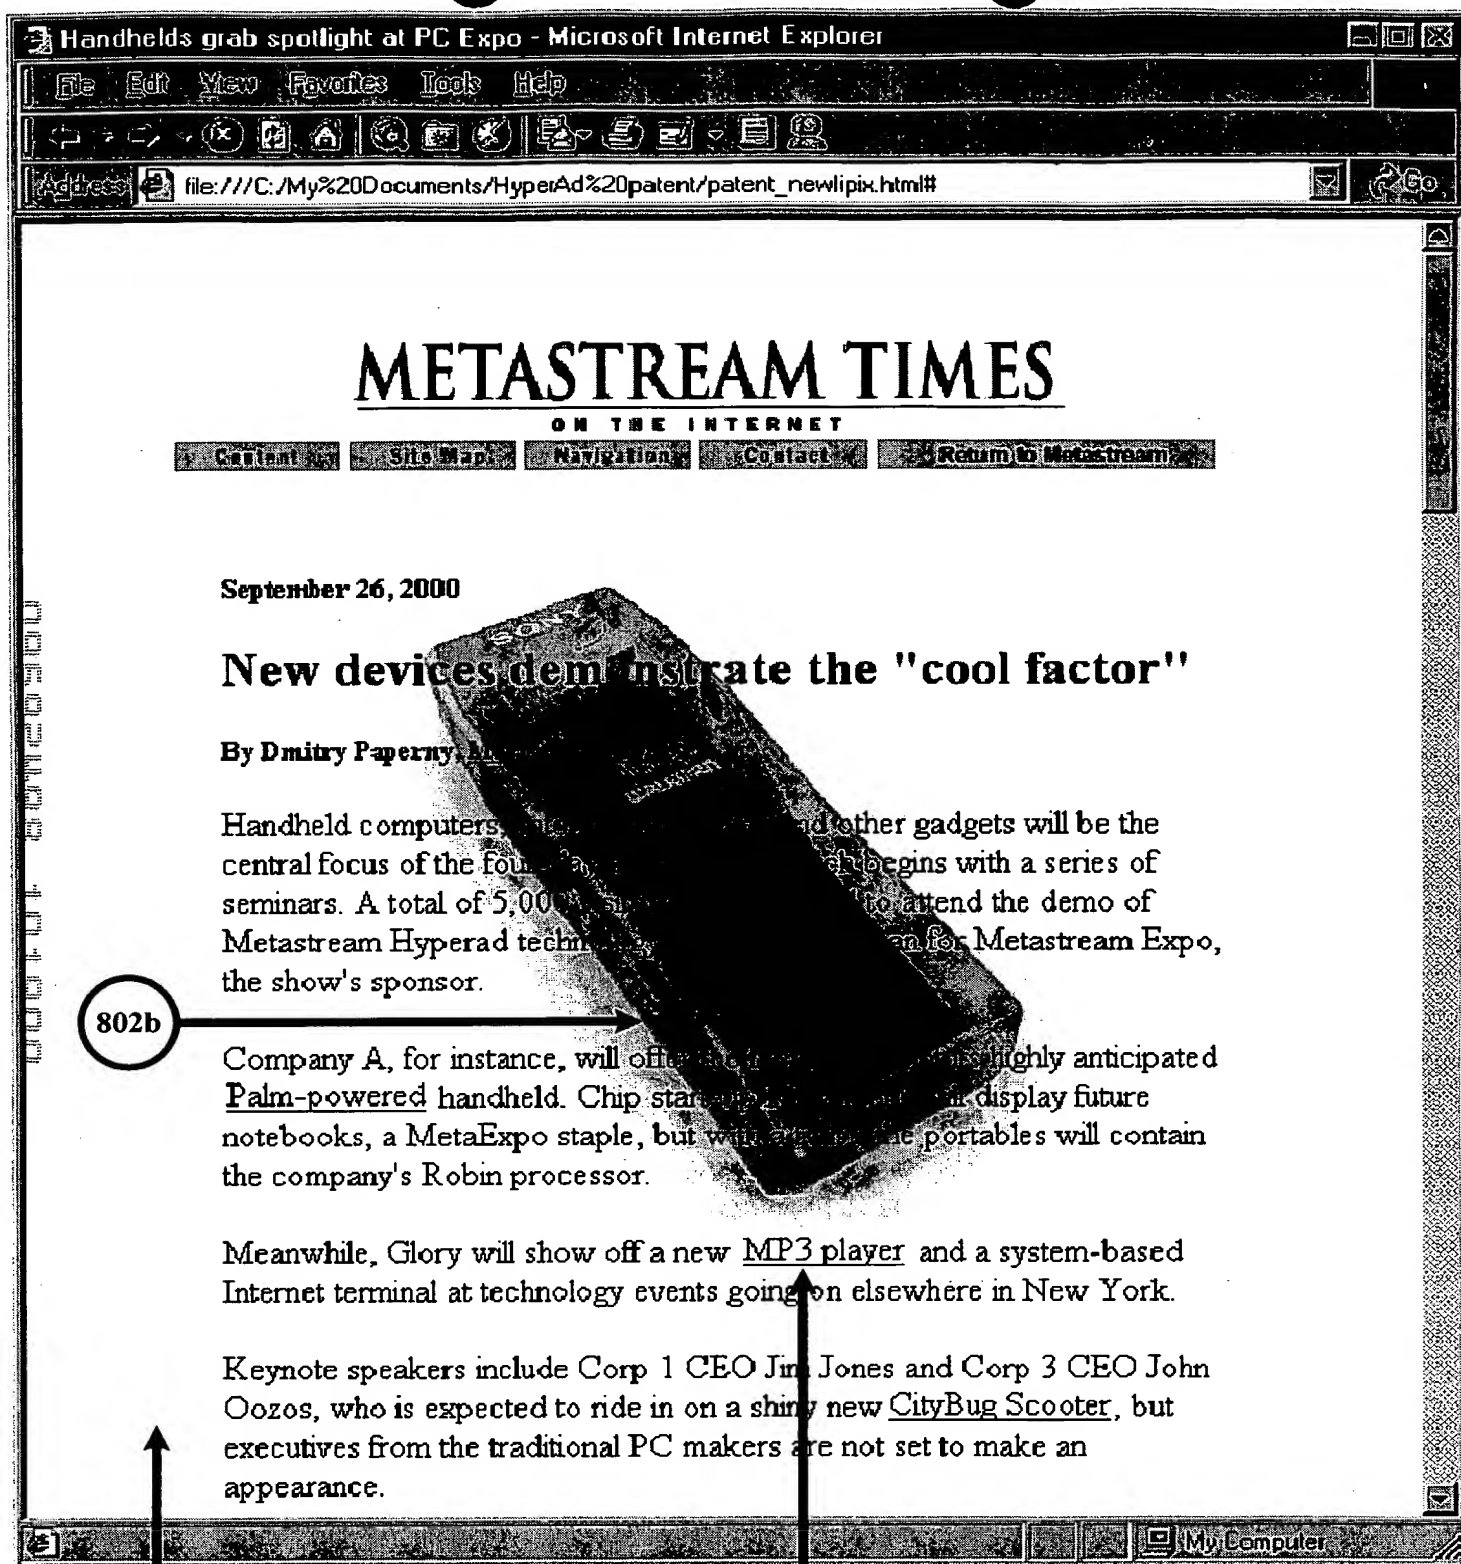 Handhelds grab spotlight at PC Expo - Microsoft Internet Explorer
File Edit View Favorites Tools Help
Address file:///C:/My%20Documents/HyperAd%20patent/patent_newlipix.html# Go
METASTREAM TIMES
ON THE INTERNET
Content Site Map Navigation Contact Return to Metastream
September 26, 2000
SONY
New devices demonstrate the "cool factor"
By Dmitry Paperny,
Handheld computers, and other gadgets will be the
central focus of the begins with a series of
seminars. A total of to attend the demo of
Metastream Hyperad for Metastream Expo,
the show's sponsor.
802b
Company A, for instance, will highly anticipated
Palm-powered handheld. Chip display future
notebooks, a MetaExpo staple, but portables will contain
the company's Robin processor.
Meanwhile, Glory will show off a new MP3 player and a system-based
Internet terminal at technology events going on elsewhere in New York.
Keynote speakers include Corp 1 CEO Jim Jones and Corp 3 CEO John
Oozos, who is expected to ride in on a shiny new CityBug Scooter, but
executives from the traditional PC makers are not set to make an
appearance.
My Computer